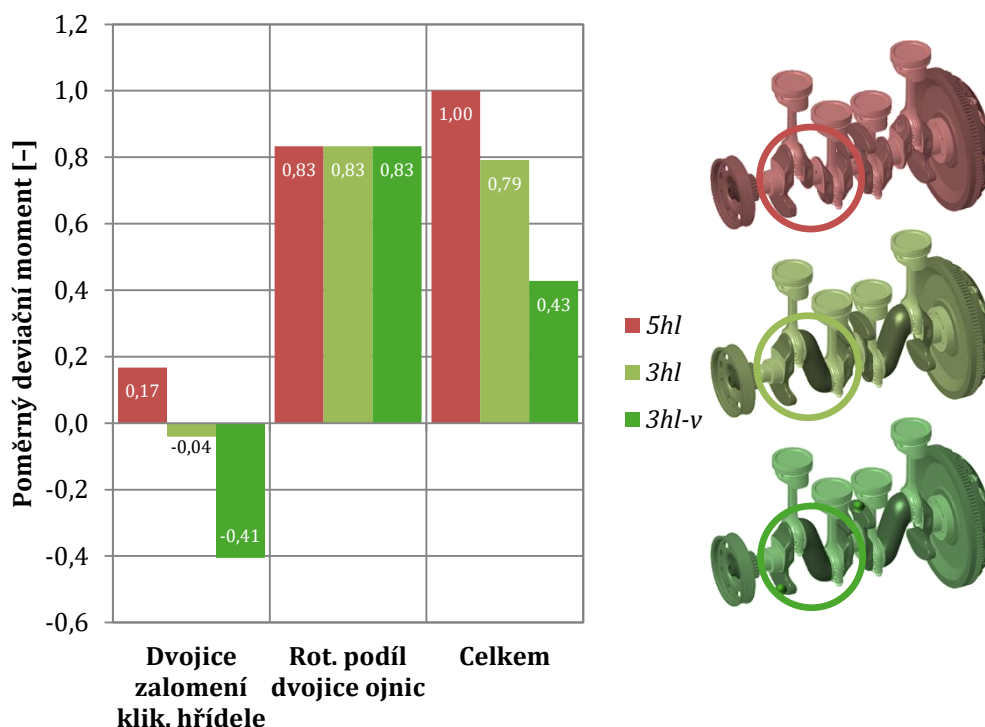 Poměrný deviační moment [–]
1,2
1,0
0,8
0,6
0,4
0,2
0,0
-0,2
-0,4
-0,6
0,17
-0,04
-0,41
0,83
0,83
0,83
1,00
0,79
0,43
Dvojice
zalomení
klik. hřídele
Rot. podíl
dvojice ojnic
Celkem
5hl
3hl
3hl-v